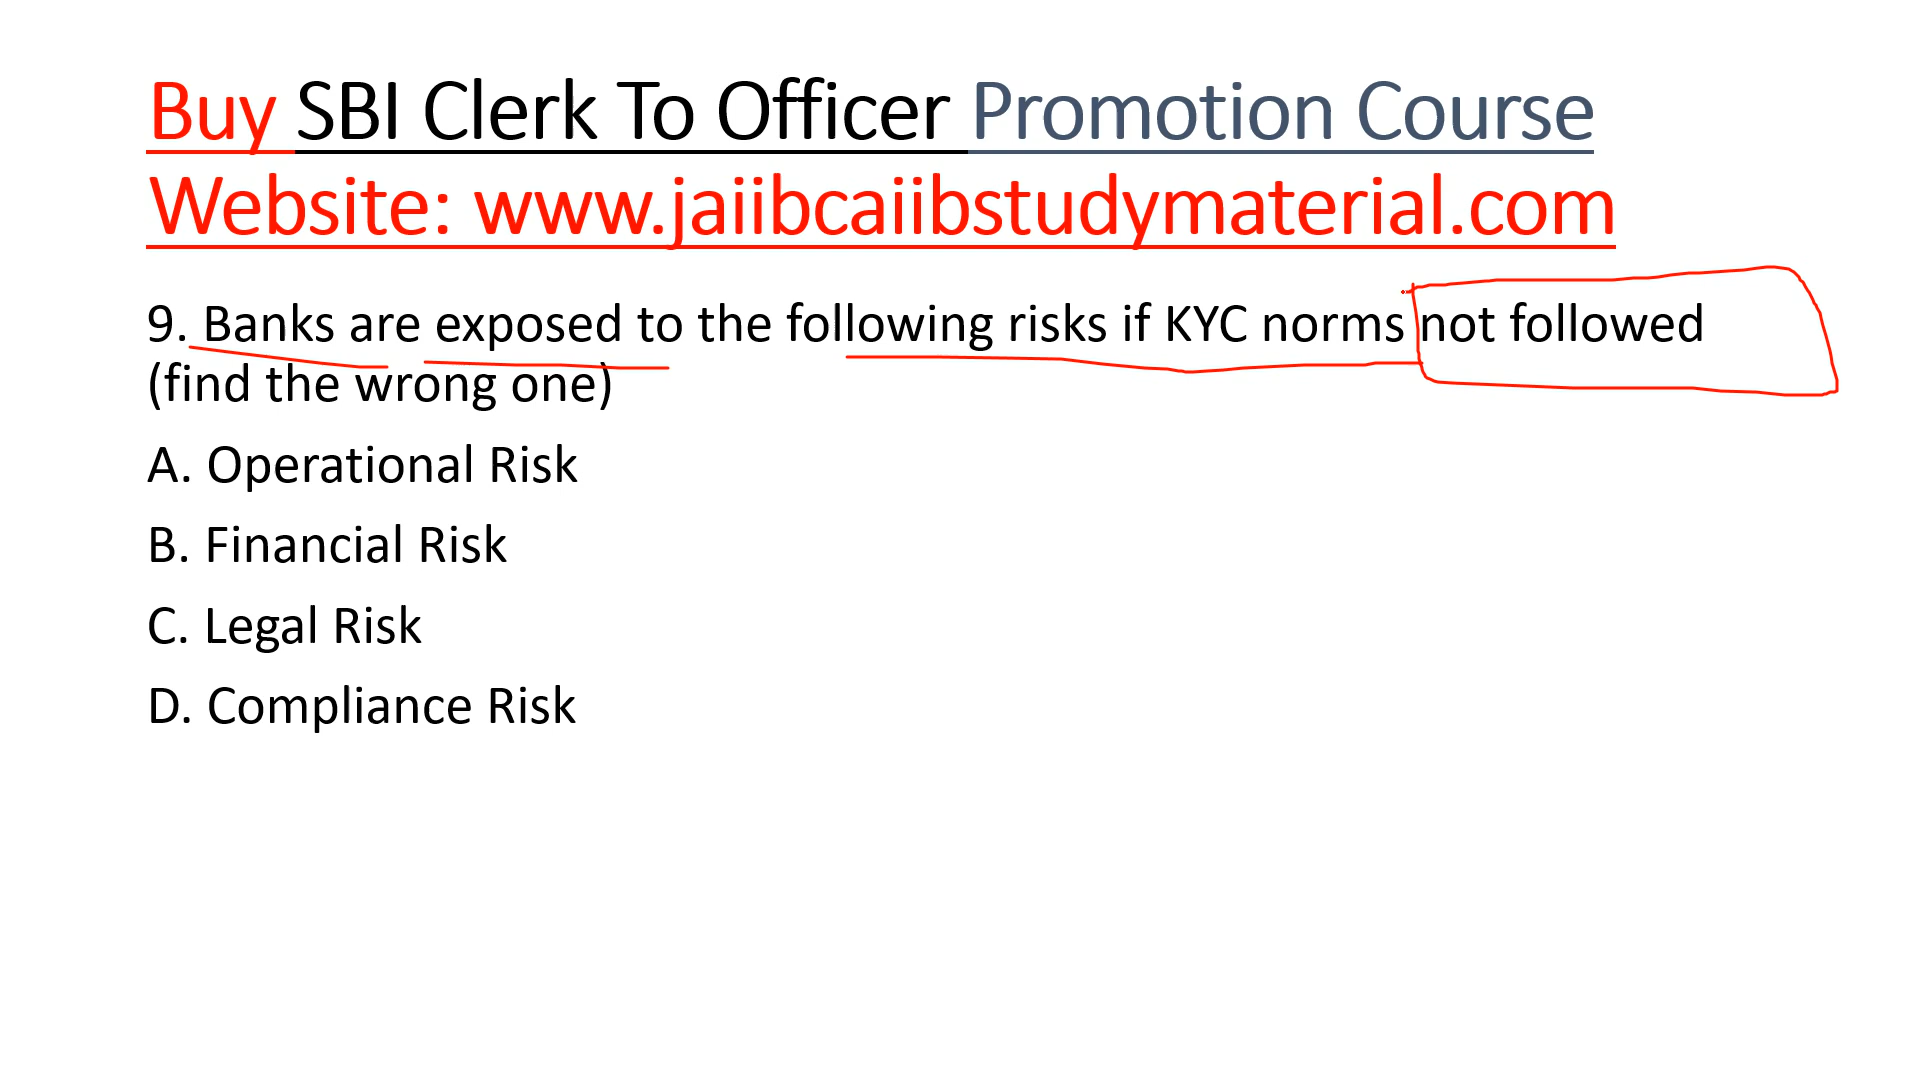 Buy SBI Clerk To Officer Promotion Course
Website: www.jaiibcaiibstudymaterial.com
9. Banks are exposed to the following risks if KYC norms not followed
(find the wrong one)
A. Operational Risk
B. Financial Risk
C. Legal Risk
D. Compliance Risk